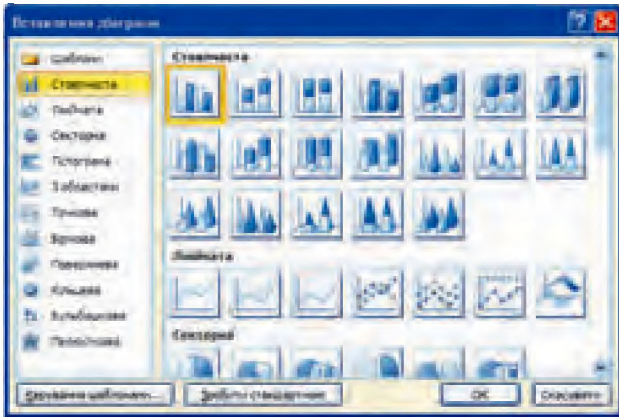 Вставлення діаграми
Шаблони
Стовпчаста
Лінійчата
Секторна
Гістограма
З областями
Точкова
Біржова
Поверхнева
Кільцева
Бульбашкова
Пелюсткова
Стовпчаста
Лінійчата
Секторна
Керування шаблонами...
Зробити стандартною
OK
Скасувати